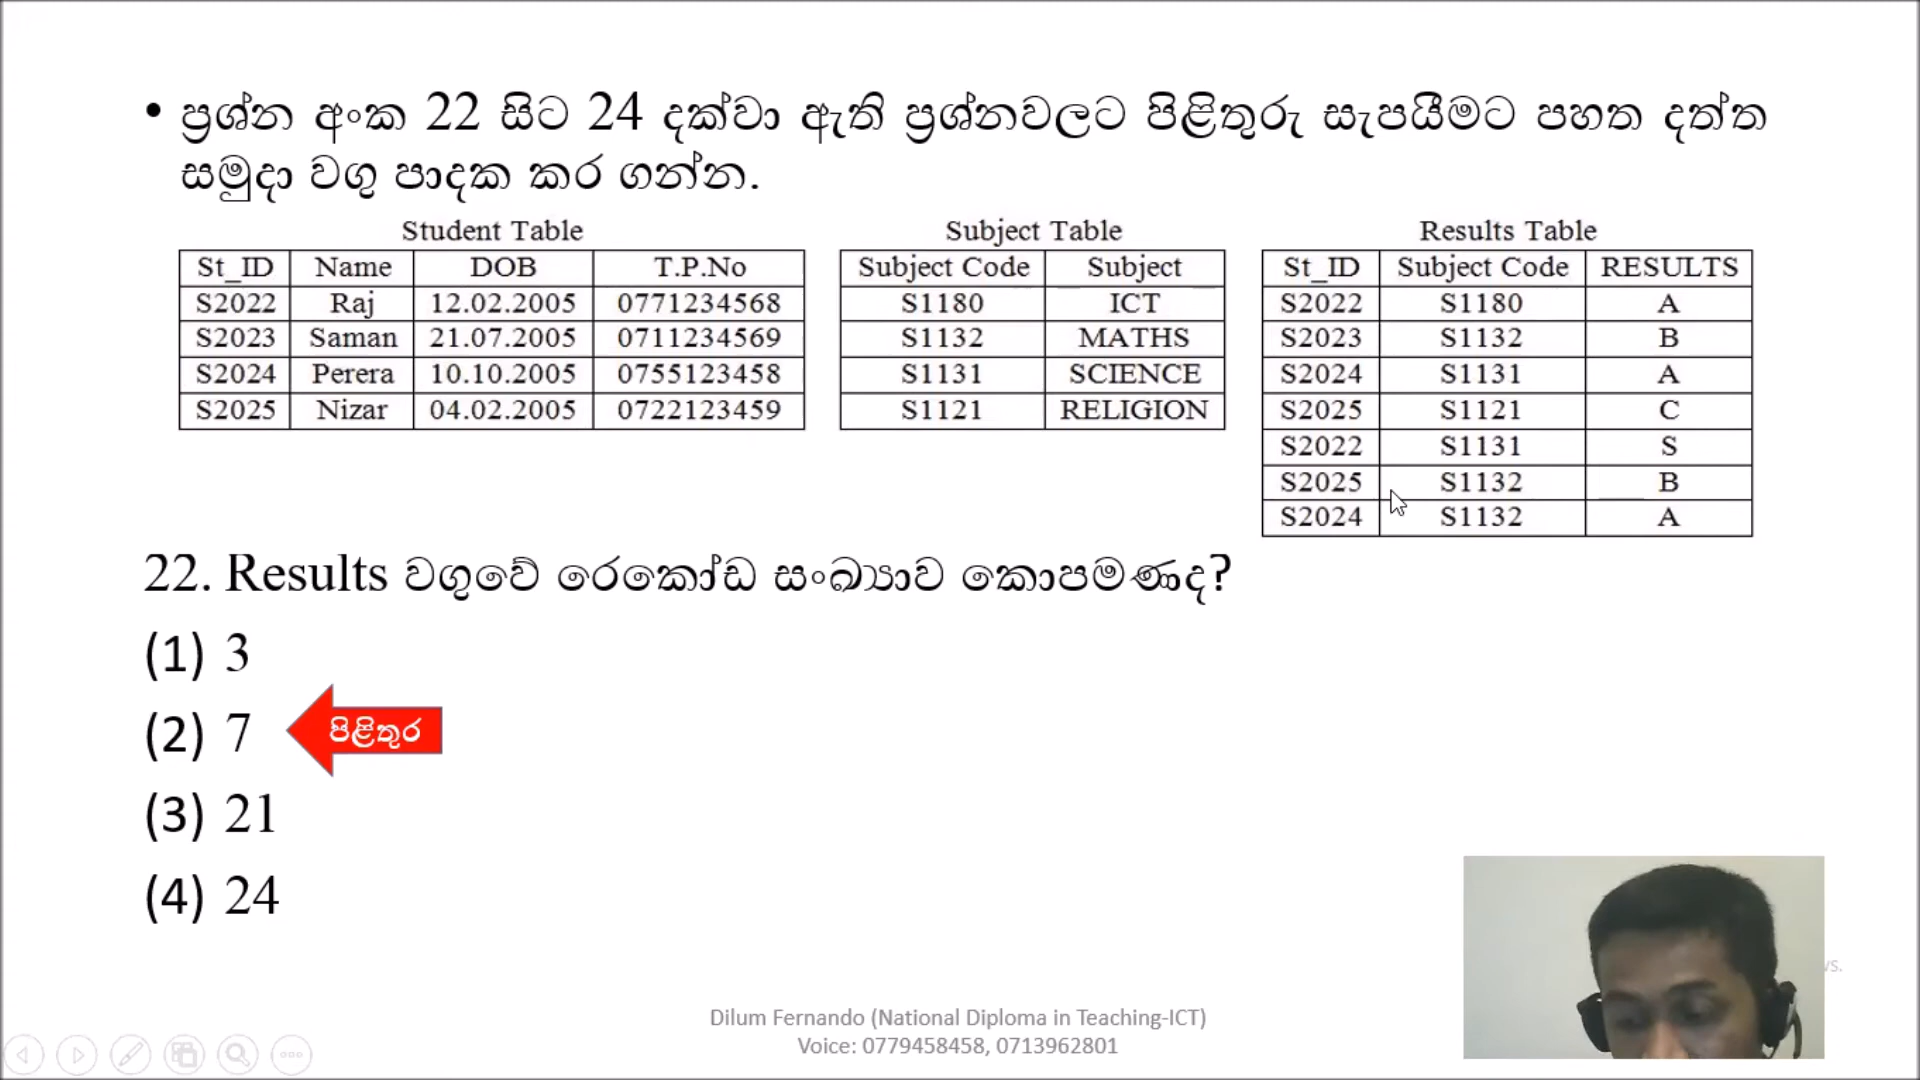 • ප්‍රශ්න අංක 22 සිට 24 දක්වා ඇති ප්‍රශ්නවලට පිළිතුරු සැපයීමට පහත දත්ත
සමුදා වගු පාදක කර ගන්න.
Student Table
St_ID Name DOB T.P.No
S2022 Raj 12.02.2005 0771234568
S2023 Saman 21.07.2005 0711234569
S2024 Perera 10.10.2005 0755123458
S2025 Nizar 04.02.2005 0722123459
Subject Table
Subject Code Subject
S1180 ICT
S1132 MATHS
S1131 SCIENCE
S1121 RELIGION
Results Table
St_ID Subject Code RESULTS
S2022 S1180 A
S2023 S1132 B
S2024 S1131 A
S2025 S1121 C
S2022 S1131 S
S2025 S1132 B
S2024 S1132 A
22. Results වගුවේ රෙකෝඩ සංඛ්‍යාව කොපමණද?
(1) 3
(2) 7
පිළිතුර
(3) 21
(4) 24
Dilum Fernando (National Diploma in Teaching-ICT)
Voice: 0779458458, 0713962801